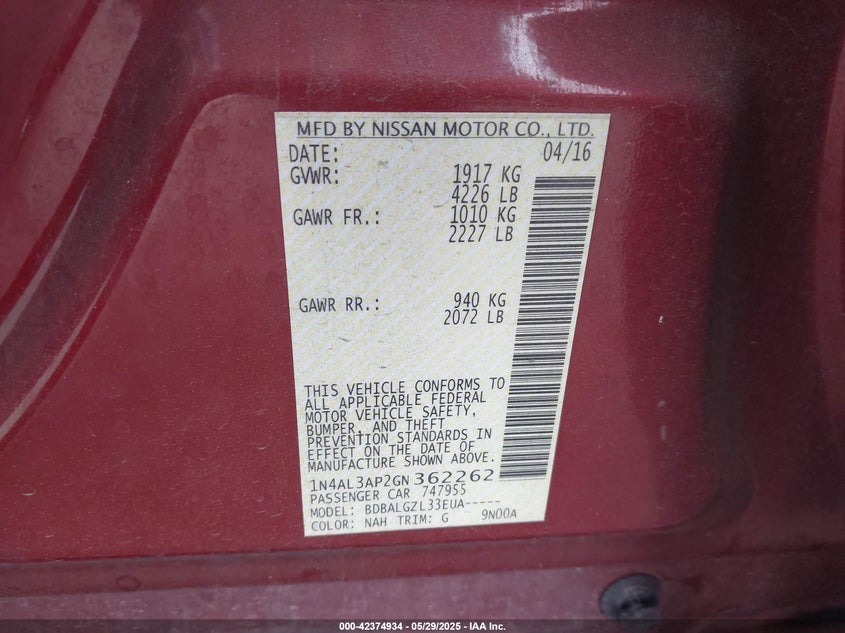 MFD BY NISSAN MOTOR CO., LTD.
DATE: 04/16
GVWR: 1917 KG
4226 LB
GAWR FR.: 1010 KG
2227 LB
GAWR RR.: 940 KG
2072 LB
THIS VEHICLE CONFORMS TO
ALL APPLICABLE FEDERAL
MOTOR VEHICLE SAFETY,
BUMPER, AND THEFT
PREVENTION STANDARDS IN
EFFECT ON THE DATE OF
MANUFACTURE SHOWN ABOVE.
1N4AL3AP2GN362262
PASSENGER CAR 747955
MODEL: BDBALGZL33EUA-----
COLOR: NAH TRIM: G 9N00A
000-42374934 | 05/29/2025 - IAA Inc.